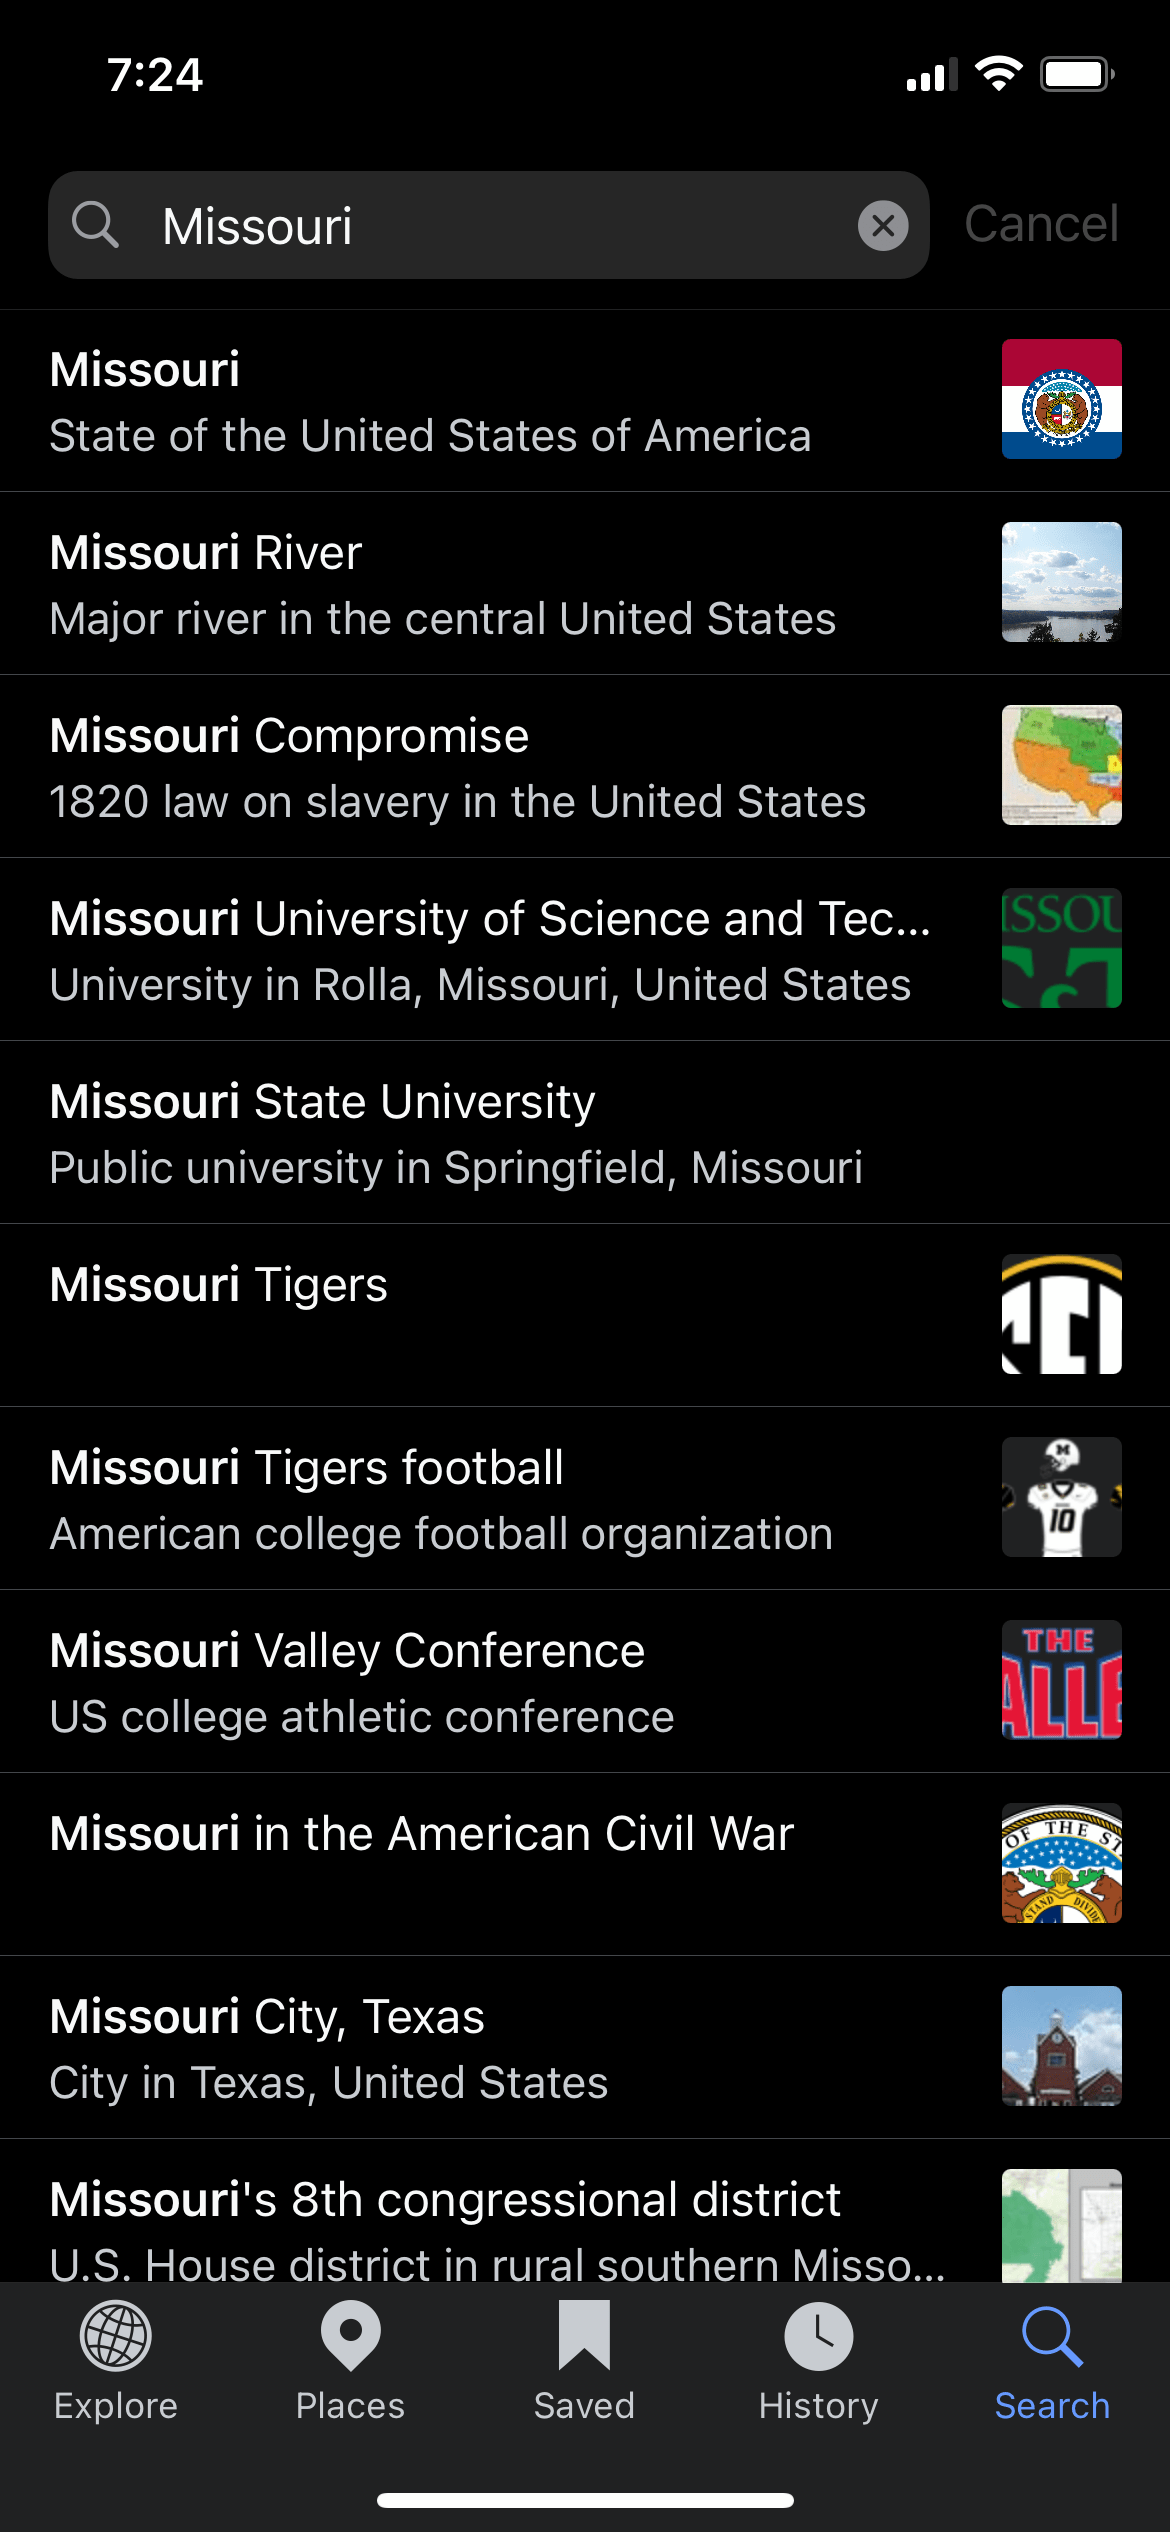 7:24
Missouri
Cancel
Missouri
State of the United States of America
Missouri River
Major river in the central United States
Missouri Compromise
1820 law on slavery in the United States
Missouri University of Science and Tec...
University in Rolla, Missouri, United States
ISSOU
S&T
Missouri State University
Public university in Springfield, Missouri
Missouri Tigers
Missouri Tigers football
American college football organization
M
10
Missouri Valley Conference
US college athletic conference
THE
ALLE
Missouri in the American Civil War
OF THE ST
STAND DIVIDE
Missouri City, Texas
City in Texas, United States
Missouri's 8th congressional district
U.S. House district in rural southern Misso...
Explore
Places
Saved
History
Search